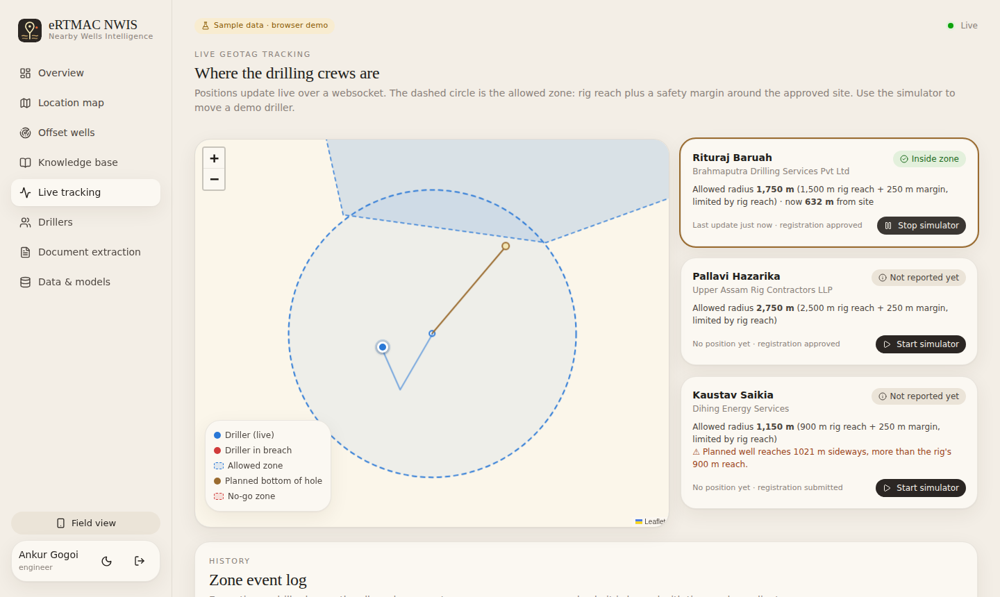 eRTMAC NWIS
Nearby Wells Intelligence
Overview
Location map
Offset wells
Knowledge base
Live tracking
Drillers
Document extraction
Data & models
Field view
Ankur Gogoi
engineer
Sample data · browser demo
Live
LIVE GEOTAG TRACKING
Where the drilling crews are
Positions update live over a websocket. The dashed circle is the allowed zone: rig reach plus a safety margin around the approved site. Use the simulator to
move a demo driller.
+
−
Driller (live)
Driller in breach
Allowed zone
Planned bottom of hole
No-go zone
Leaflet
Rituraj Baruah
Inside zone
Brahmaputra Drilling Services Pvt Ltd
Allowed radius 1,750 m (1,500 m rig reach + 250 m margin,
limited by rig reach) · now 632 m from site
Last update just now · registration approved
Stop simulator
Pallavi Hazarika
Not reported yet
Upper Assam Rig Contractors LLP
Allowed radius 2,750 m (2,500 m rig reach + 250 m margin,
limited by rig reach)
No position yet · registration approved
Start simulator
Kaustav Saikia
Not reported yet
Dihing Energy Services
Allowed radius 1,150 m (900 m rig reach + 250 m margin,
limited by rig reach)
⚠ Planned well reaches 1021 m sideways, more than the rig's
900 m reach.
No position yet · registration submitted
Start simulator
HISTORY
Zone event log